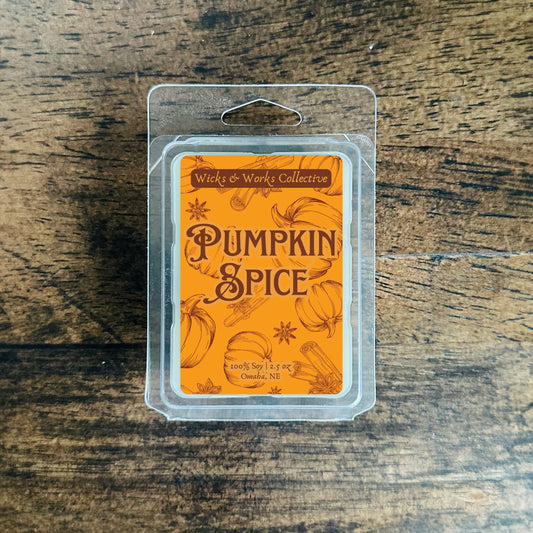 Wicks & Works Collective
Pumpkin
Spice
100% Soy | 2.5 oz
Omaha, NE